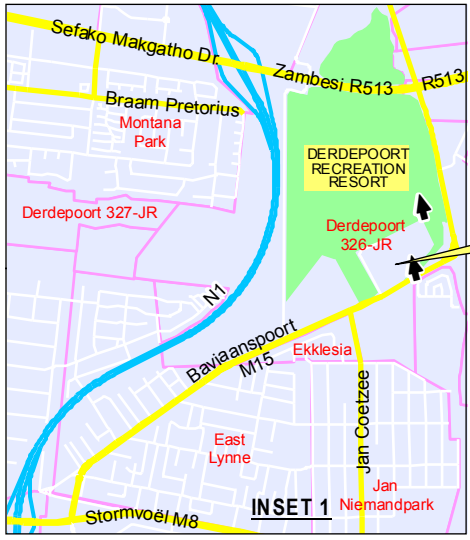 Sefako Makgatho Dr.
Zambesi R513
R513
Braam Pretorius
Montana
Park
DERDEPOORT
RECREATION
RESORT
Derdepoort 327-JR
Derdepoort
326-JR
N1
Baviaanspoort
M15
Ekklesia
Jan Coetzee
East
Lynne
Jan
Niemandpark
INSET 1
Stormvoël M8